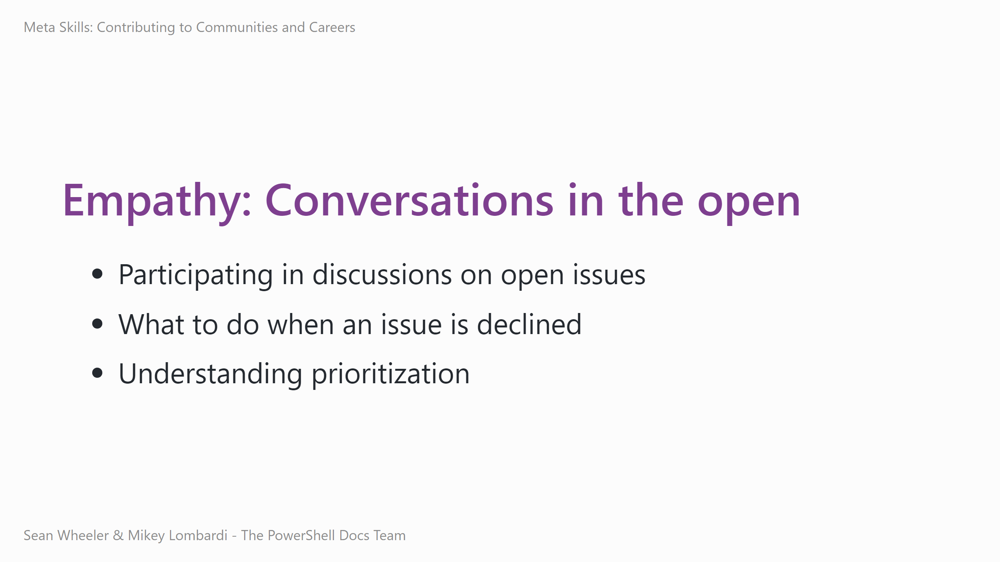 Meta Skills: Contributing to Communities and Careers
Empathy: Conversations in the open
• Participating in discussions on open issues
• What to do when an issue is declined
• Understanding prioritization
Sean Wheeler & Mikey Lombardi - The PowerShell Docs Team